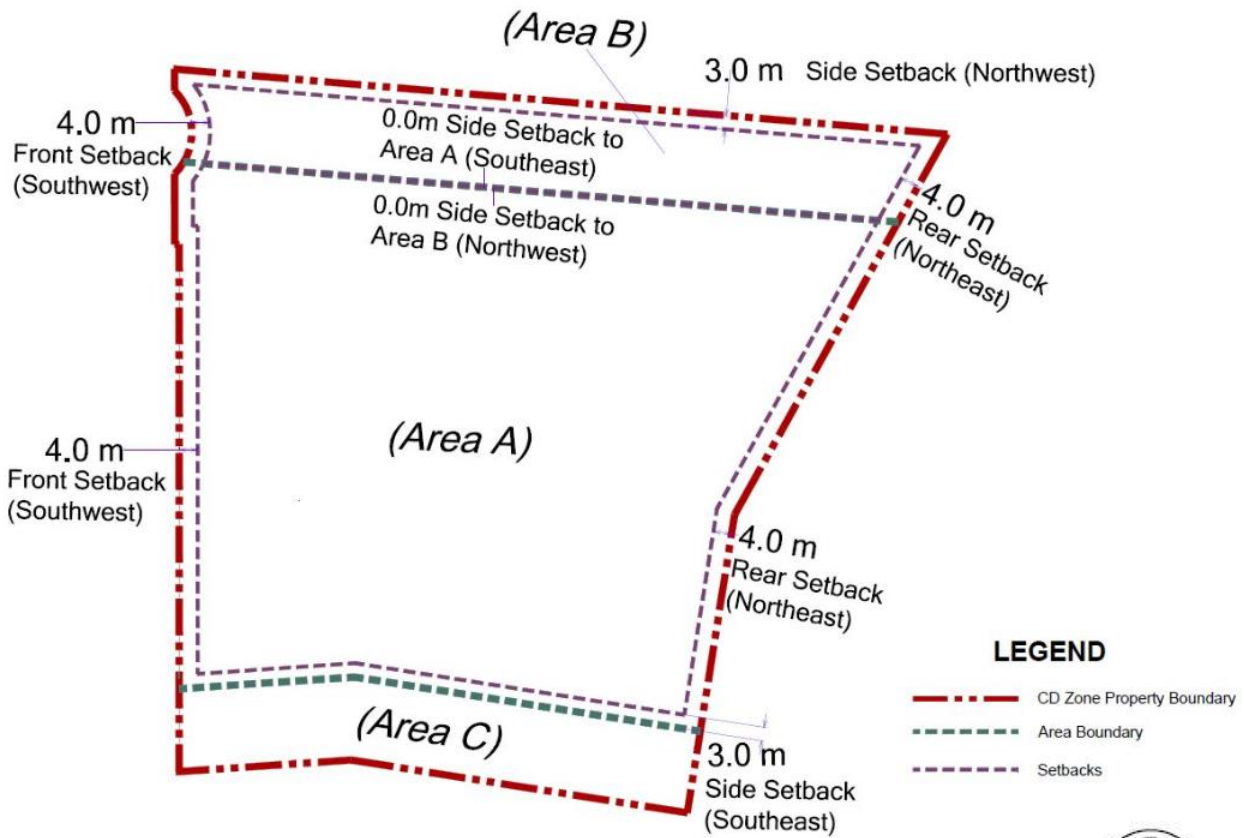 (Area B)
3.0 m Side Setback (Northwest)
4.0 m
Front Setback
(Southwest)
0.0m Side Setback to
Area A (Southeast)
0.0m Side Setback to
Area B (Northwest)
4.0 m
Rear Setback
(Northeast)
(Area A)
4.0 m
Front Setback
(Southwest)
4.0 m
Rear Setback
(Northeast)
(Area C)
3.0 m
Side Setback
(Southeast)
LEGEND
CD Zone Property Boundary
Area Boundary
Setbacks